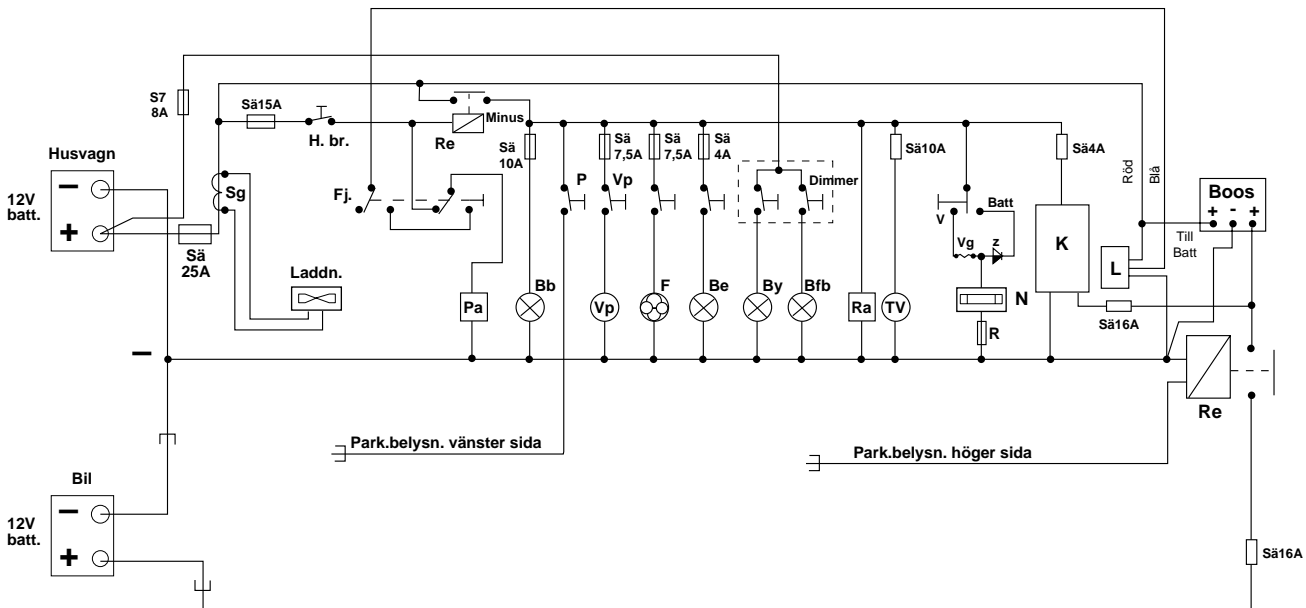 S7
8A
Sä15A
H. br.
Minus
Re
Sä
10A
Sä
7,5A
Sä
7,5A
Sä
4A
Sä10A
Sä4A
Husvagn
12V
batt.
−
+
Sg
Sä
25A
Laddn.
Fj.
P
Vp
Dimmer
V
Batt
Vg
z
K
Röd
Blå
L
Boos
+ - +
Till
Batt
Pa
Bb
Vp
F
Be
By
Bfb
Ra
TV
N
R
Sä16A
−
Re
Park.belysn. vänster sida
Park.belysn. höger sida
Bil
12V
batt.
−
+
Sä16A